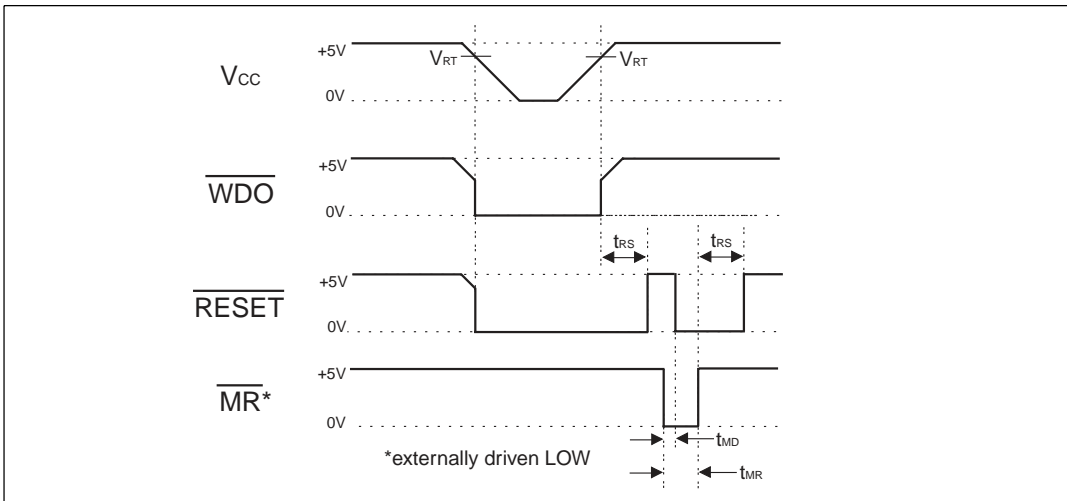 +5V
VRT
VRT
VCC
0V
+5V
WDO
0V
tRS
tRS
+5V
RESET
0V
+5V
MR*
0V
tMD
*externally driven LOW
tMR